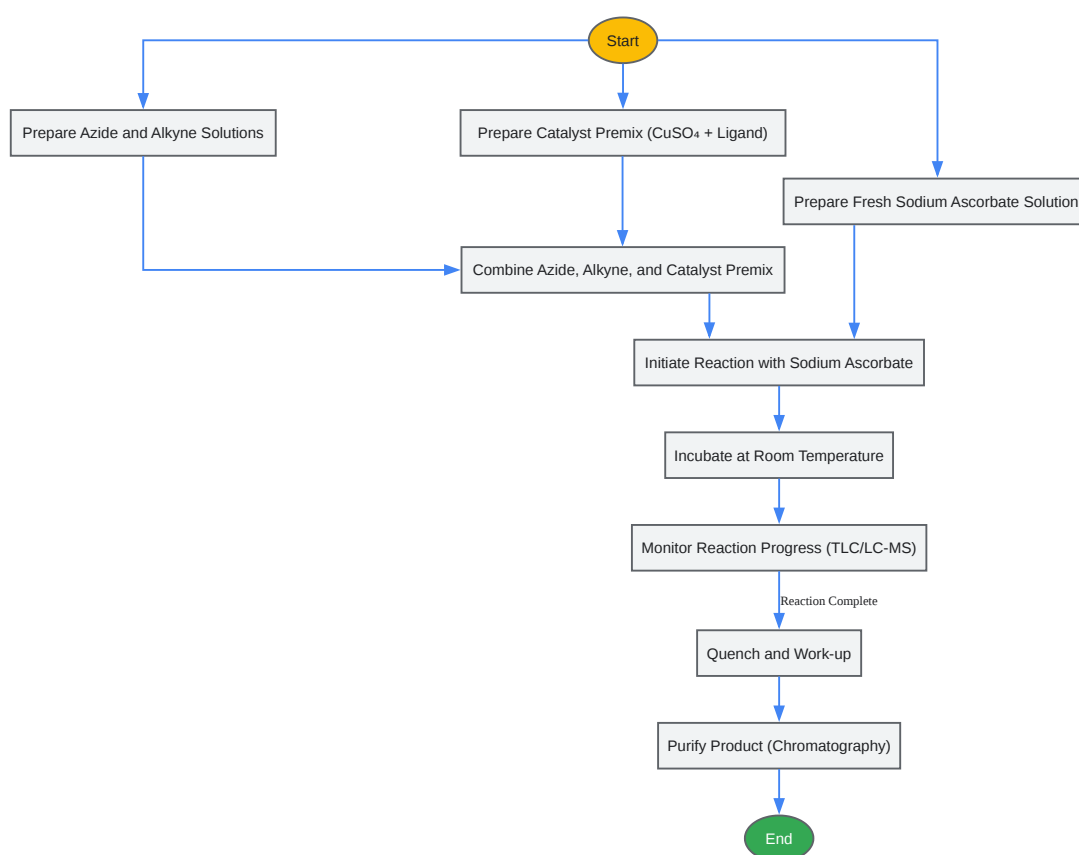 Start
Prepare Azide and Alkyne Solutions
Prepare Catalyst Premix (CuSO₄ + Ligand)
Prepare Fresh Sodium Ascorbate Solution
Combine Azide, Alkyne, and Catalyst Premix
Initiate Reaction with Sodium Ascorbate
Incubate at Room Temperature
Monitor Reaction Progress (TLC/LC-MS)
Reaction Complete
Quench and Work-up
Purify Product (Chromatography)
End